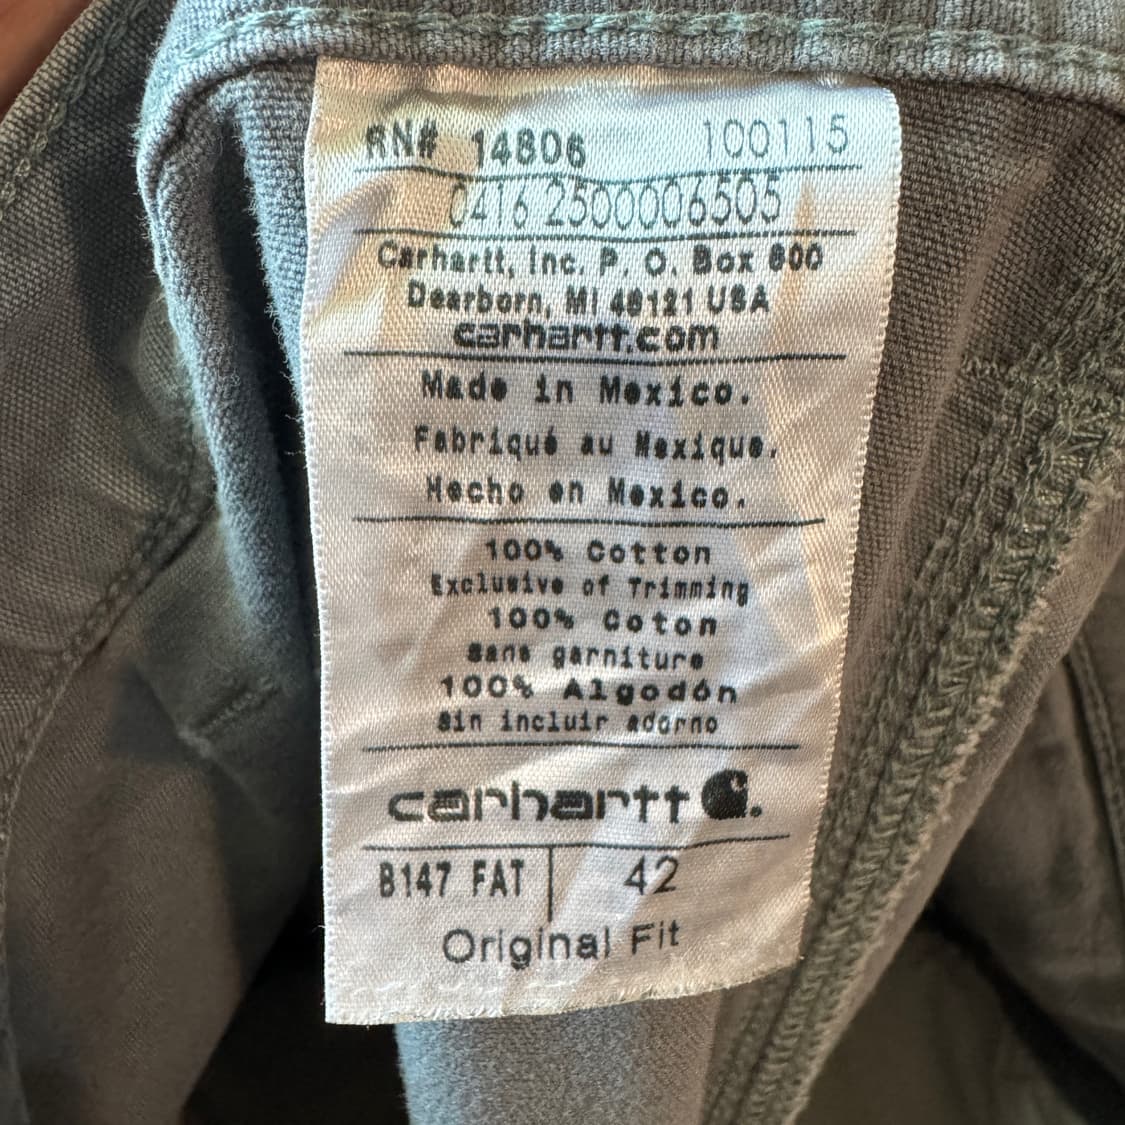 RN# 14806 100115
0416 2500006505
Carhartt, Inc. P. O. Box 600
Dearborn, MI 48121 USA
carhartt.com
Made in Mexico.
Fabriqué au Mexique.
Hecho en Mexico.
100% Cotton
Exclusive of Trimming
100% Coton
sans garniture
100% Algodón
sin incluir adorno
carhartt
B147 FAT 42
Original Fit